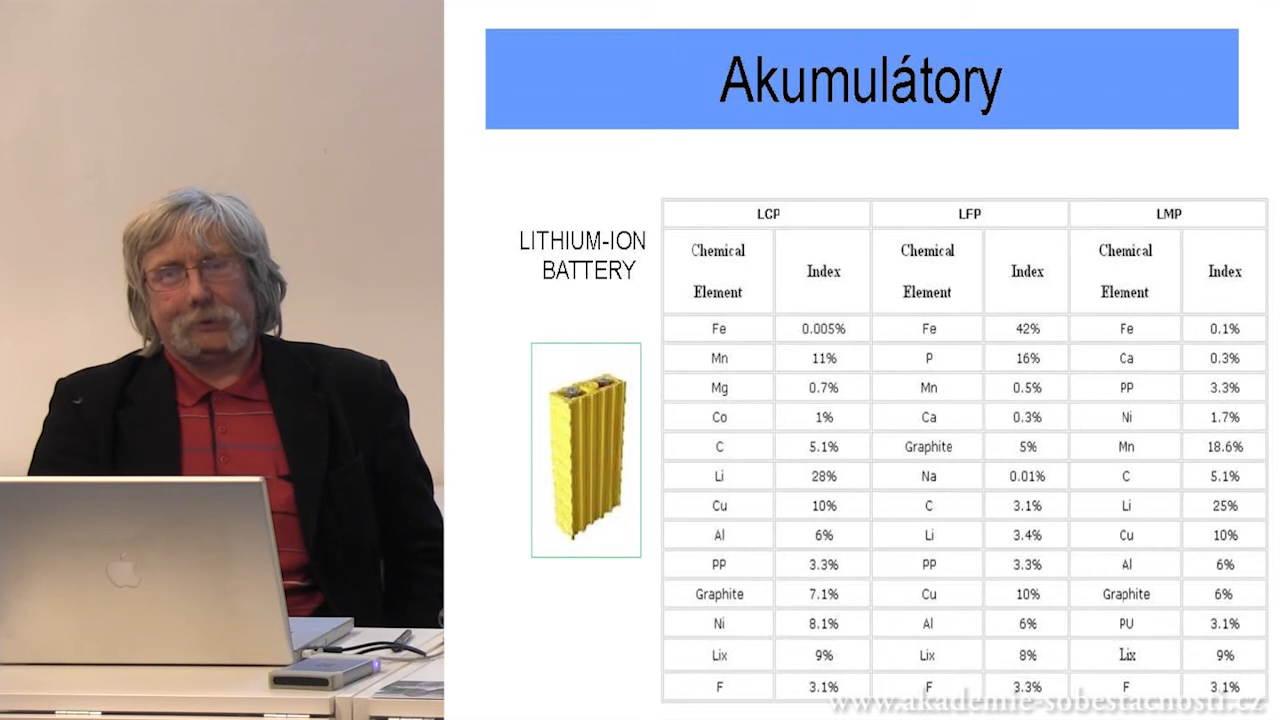 Akumulátory
LITHIUM-ION
BATTERY
LCP LFP LMP
Chemical Element Index Chemical Element Index Chemical Element Index
Fe 0.005% Fe 42% Fe 0.1%
Mn 11% P 16% Ca 0.3%
Mg 0.7% Mn 0.5% PP 3.3%
Co 1% Ca 0.3% Ni 1.7%
C 5.1% Graphite 5% Mn 18.6%
Li 28% Na 0.01% C 5.1%
Cu 10% C 3.1% Li 25%
Al 6% Li 3.4% Cu 10%
PP 3.3% PP 3.3% Al 6%
Graphite 7.1% Cu 10% Graphite 6%
Ni 8.1% Al 6% PU 3.1%
Lix 9% Lix 8% Lix 9%
F 3.1% F 3.3% F 3.1%
www.akademie-sobestacnosti.cz